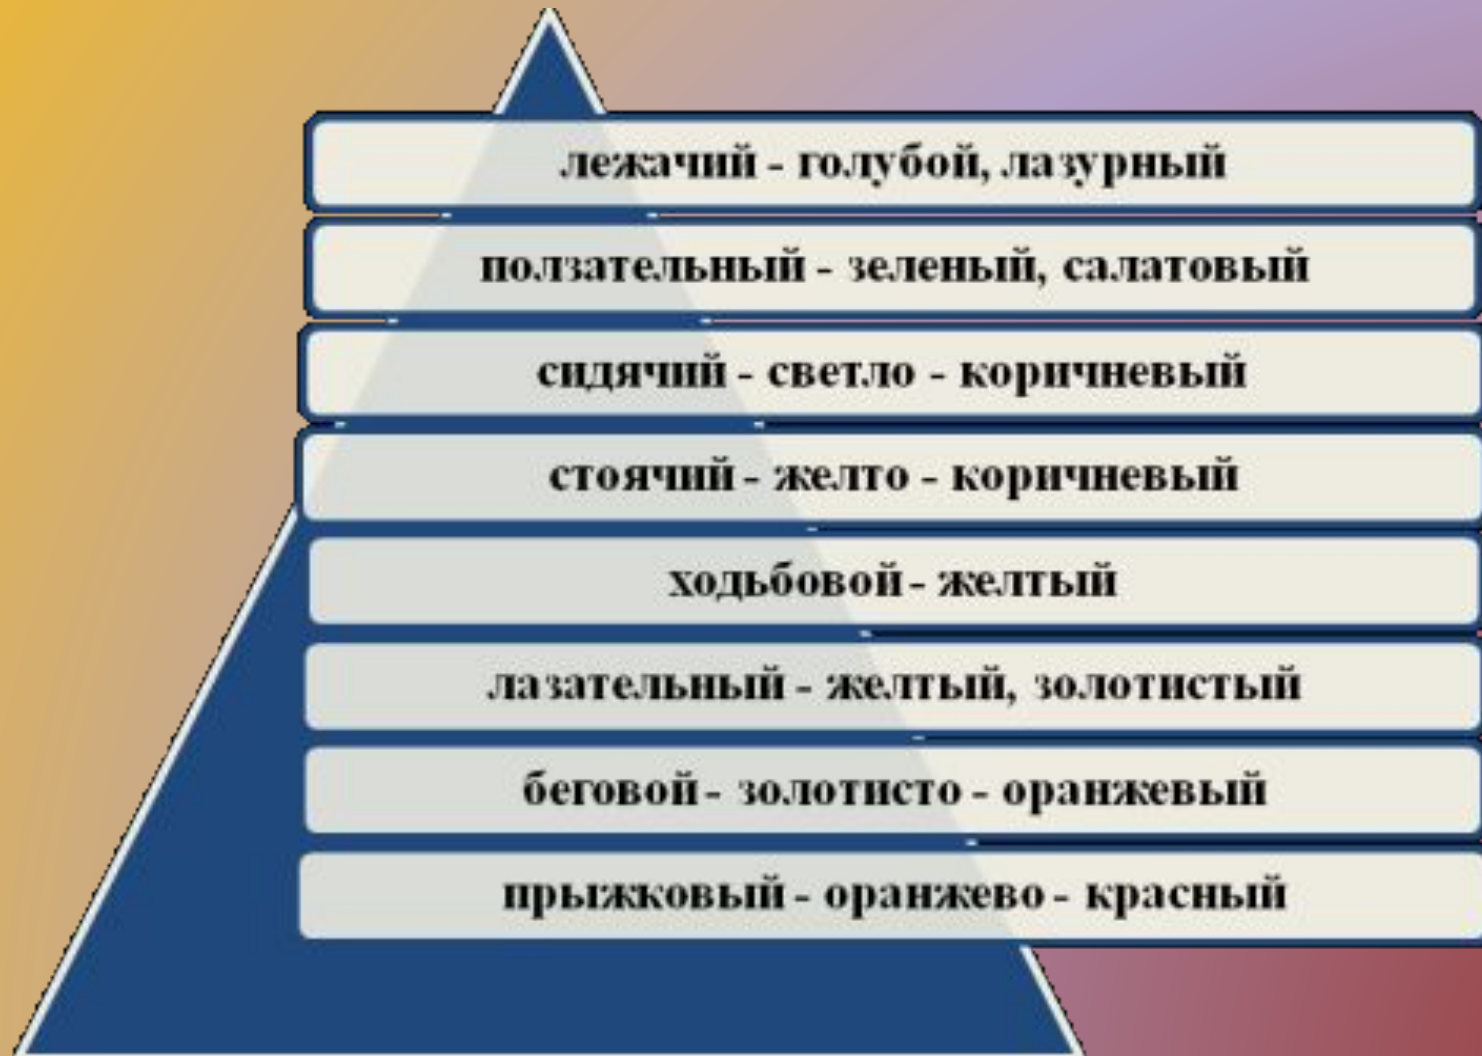 лежачий - голубой, лазурный
ползательный - зеленый, салатовый
сидячий - светло - коричневый
стоячий - желто - коричневый
ходьбовой - желтый
лазательный - желтый, золотистый
беговой - золотисто - оранжевый
прыжковый - оранжево - красный